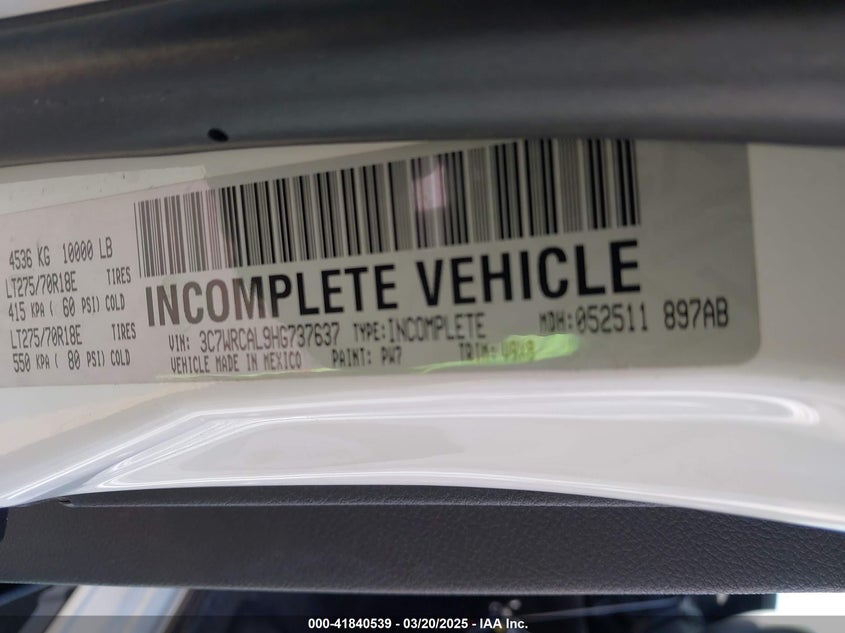 4536 KG 10000 LB
LT275/70R18E TIRES
415 KPA ( 60 PSI) COLD
LT275/70R18E TIRES
550 KPA ( 80 PSI) COLD
INCOMPLETE VEHICLE
VIN: 3C7WRCAL9HG737637 TYPE:INCOMPLETE MDH:052511 897AB
VEHICLE MADE IN MEXICO PAINT: PW7 TRIM:
000-41840539 — 03/20/2025 — IAA Inc.